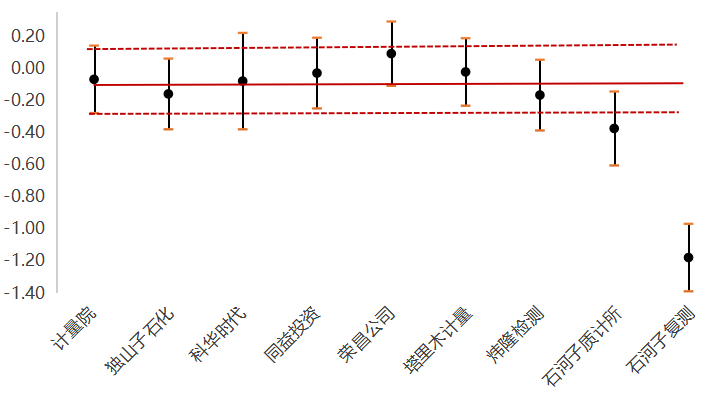 0.20
0.00
-0.20
-0.40
-0.60
-0.80
-1.00
-1.20
-1.40
计量院
独山子石化
科华时代
同益投资
荣昌公司
塔里木计量
炜隆检测
石河子质计所
石河子复测